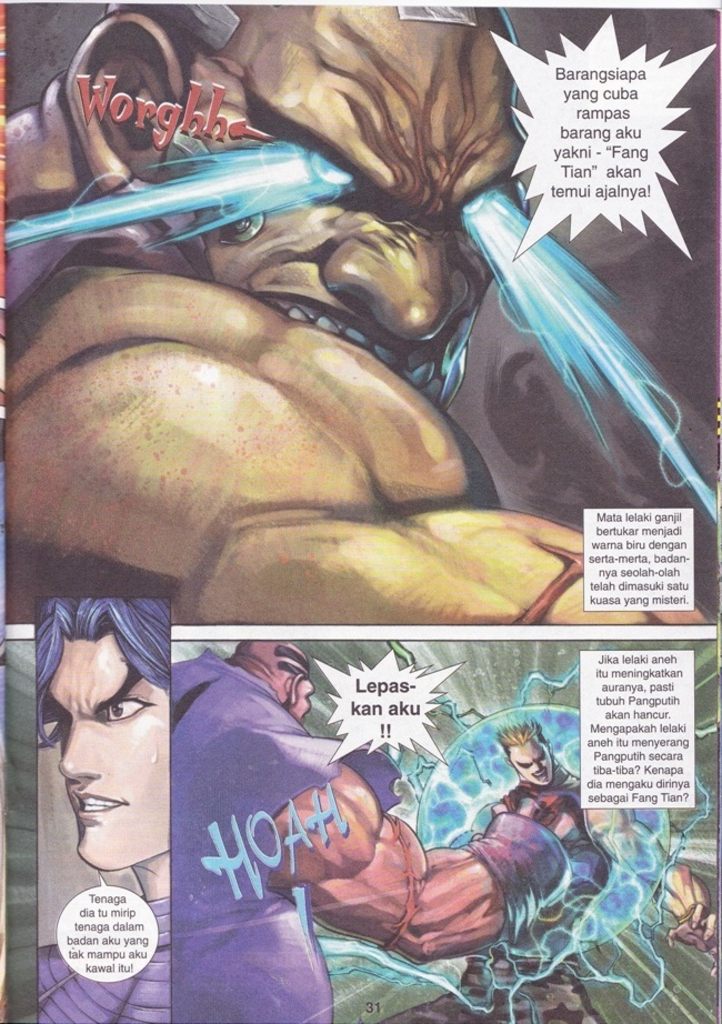 Worghh
Barangsiapa
yang cuba
rampas
barang aku
yakni - “Fang
Tian” akan
temui ajalnya!
Mata lelaki ganjil
bertukar menjadi
warna biru dengan
serta-merta, badan-
nya seolah-olah
telah dimasuki satu
kuasa yang misteri.
Tenaga
dia tu mirip
tenaga dalam
badan aku yang
tak mampu aku
kawal itu!
Lepas-
kan aku
!!
Jika lelaki aneh
itu meningkatkan
auranya, pasti
tubuh Pangputih
akan hancur.
Mengapakah lelaki
aneh itu menyerang
Pangputih secara
tiba-tiba? Kenapa
dia mengaku dirinya
sebagai Fang Tian?
HOAH
!
31